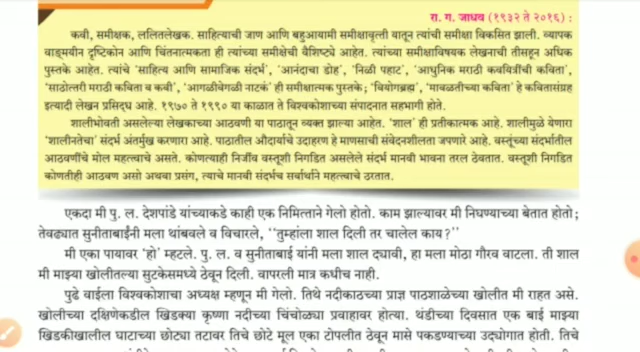 रा. ग. जाधव (१९३२ ते २०१६) :
कवी, समीक्षक, ललितलेखक. साहित्याची जाण आणि बहुआयामी समीक्षावृत्ती यातून त्यांची समीक्षा विकसित झाली. व्यापक
वाङ्मयीन दृष्टिकोन आणि चिंतनात्मकता ही त्यांच्या समीक्षेची वैशिष्ट्ये आहेत. त्यांच्या समीक्षाविषयक लेखनाची तीसहून अधिक
पुस्तके आहेत. त्यांचे 'साहित्य आणि सामाजिक संदर्भ', 'आनंदाचा डोह', 'निळी पहाट', 'आधुनिक मराठी कवयित्रींची कविता',
'साठोत्तरी मराठी कविता व कवी', 'आगळीवेगळी नाटकं' ही समीक्षात्मक पुस्तके; 'वियोगब्रह्म', 'मावळतीच्या कविता' हे कवितासंग्रह
इत्यादी लेखन प्रसिद्ध आहे. १९७० ते १९९० या काळात ते विश्वकोशाच्या संपादनात सहभागी होते.
शालीभोवती असलेल्या लेखकाच्या आठवणी या पाठातून व्यक्त झाल्या आहेत. 'शाल' ही प्रतीकात्मक आहे. शालीमुळे येणारा
'शालीनतेचा' संदर्भ अंतर्मुख करणारा आहे. पाठातील औदार्याचे उदाहरण हे माणसाची संवेदनशीलता जपणारे आहे. वस्तूंच्या संदर्भातील
आठवणींचे मोल महत्त्वाचे असते. कोणत्याही निर्जीव वस्तूशी निगडित असलेले संदर्भ मानवी भावना तरल ठेवतात. वस्तूशी निगडित
कोणतीही आठवण असो अथवा प्रसंग, त्याचे मानवी संदर्भच सर्वार्थाने महत्त्वाचे ठरतात.
एकदा मी पु. ल. देशपांडे यांच्याकडे काही एक निमित्ताने गेलो होतो. काम झाल्यावर मी निघण्याच्या बेतात होतो;
तेवढ्यात सुनीताबाईंनी मला थांबवले व विचारले, ''तुम्हांला शाल दिली तर चालेल काय?''
मी एका पायावर 'हो' म्हटले. पु. ल. व सुनीताबाई यांनी मला शाल द्यावी, हा मला मोठा गौरव वाटला. ती शाल
मी माझ्या खोलीतल्या सुटकेसमध्ये ठेवून दिली. वापरली मात्र कधीच नाही.
पुढे वाईला विश्वकोशाचा अध्यक्ष म्हणून मी गेलो. तिथे नदीकाठच्या प्राज्ञ पाठशाळेच्या खोलीत मी राहत असे.
खोलीच्या दक्षिणेकडील खिडक्या कृष्णा नदीच्या चिंचोळ्या प्रवाहावर होत्या. थंडीच्या दिवसात एक बाई माझ्या
खिडकीखालील घाटाच्या छोट्या तटावर तिचे छोटे मूल एका टोपलीत ठेवून मासे पकडण्याच्या उद्योगात होती. तिचे